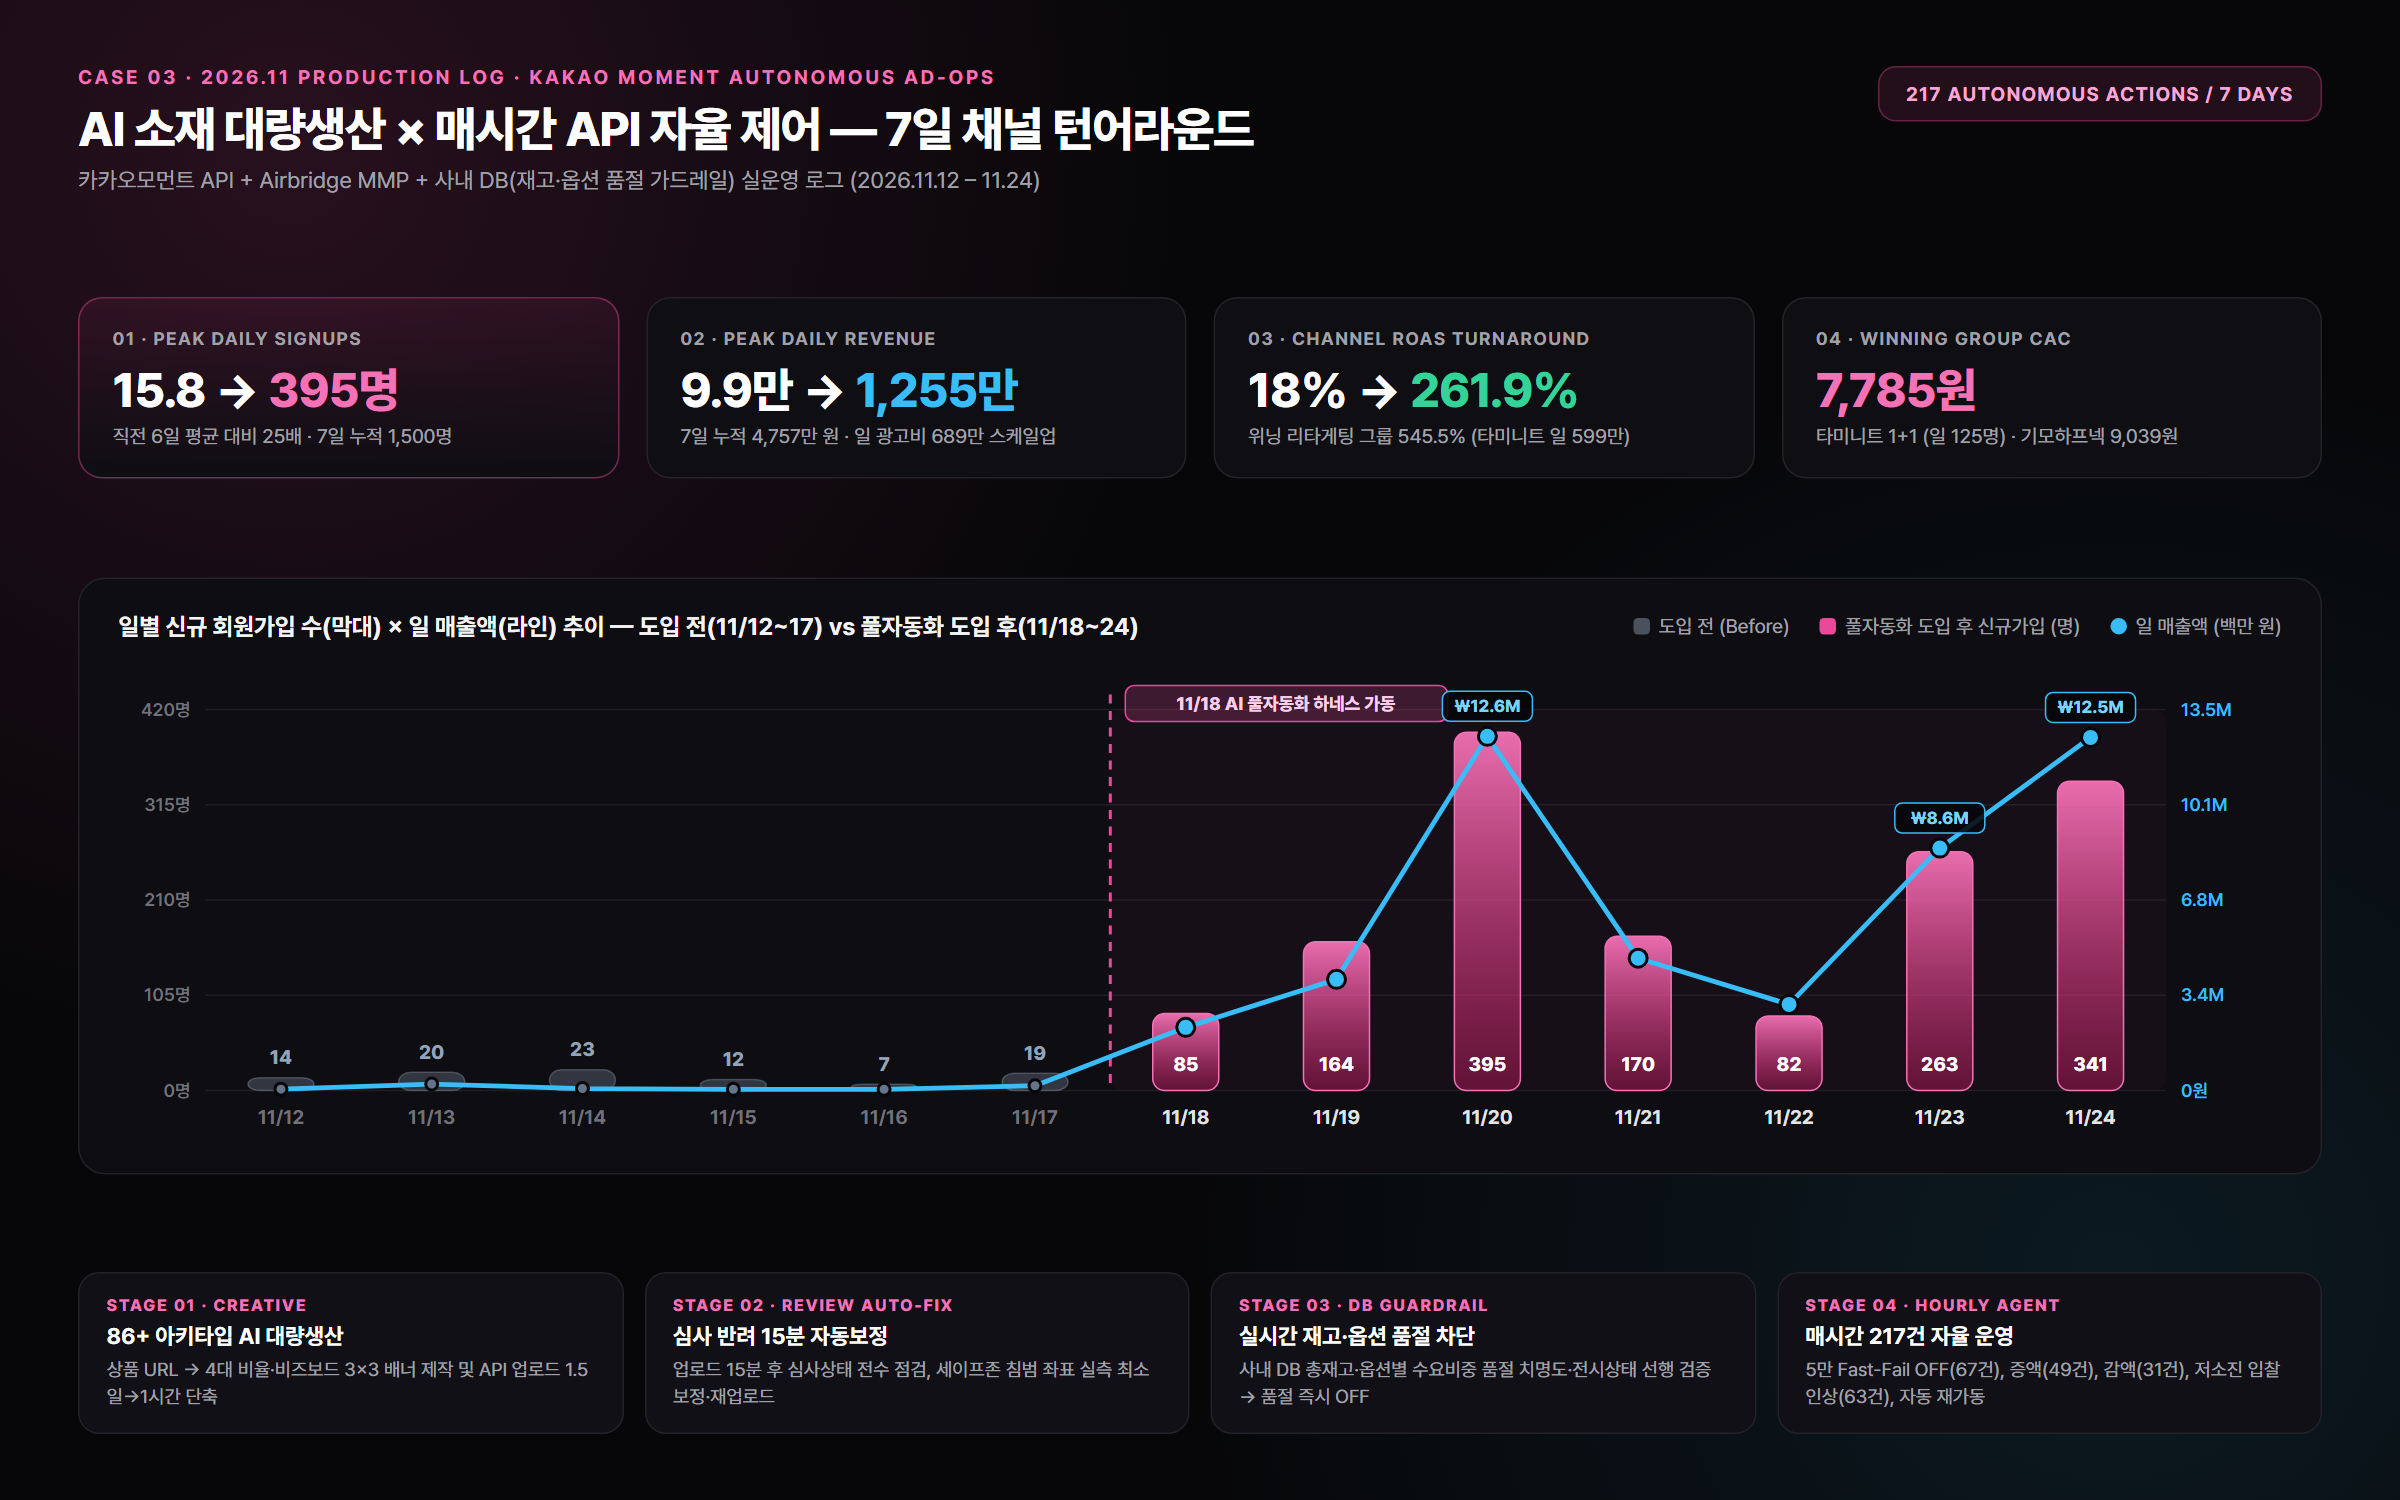 CASE 03 · 2026.11 PRODUCTION LOG · KAKAO MOMENT AUTONOMOUS AD-OPS
217 AUTONOMOUS ACTIONS / 7 DAYS
AI 소재 대량생산 × 매시간 API 자율 제어 — 7일 채널 턴어라운드
카카오모먼트 API + Airbridge MMP + 사내 DB(재고·옵션 품절 가드레일) 실운영 로그 (2026.11.12 – 11.24)
01 · PEAK DAILY SIGNUPS
15.8 → 395명
직전 6일 평균 대비 25배 · 7일 누적 1,500명
02 · PEAK DAILY REVENUE
9.9만 → 1,255만
7일 누적 4,757만 원 · 일 광고비 689만 스케일업
03 · CHANNEL ROAS TURNAROUND
18% → 261.9%
위닝 리타게팅 그룹 545.5% (타미니트 일 599만)
04 · WINNING GROUP CAC
7,785원
타미니트 1+1 (일 125명) · 기모하프넥 9,039원
일별 신규 회원가입 수(막대) × 일 매출액(라인) 추이 — 도입 전(11/12~17) vs 풀자동화 도입 후(11/18~24)
도입 전 (Before)
풀자동화 도입 후 신규가입 (명)
일 매출액 (백만 원)
11/18 AI 풀자동화 하네스 가동
₩12.6M
₩12.5M
₩8.6M
420명
315명
210명
105명
0명
13.5M
10.1M
6.8M
3.4M
0원
14
20
23
12
7
19
85
164
395
170
82
263
341
11/12
11/13
11/14
11/15
11/16
11/17
11/18
11/19
11/20
11/21
11/22
11/23
11/24
STAGE 01 · CREATIVE
86+ 아키타입 AI 대량생산
상품 URL → 4대 비율·비즈보드 3×3 배너 제작 및 API 업로드 1.5
일→1시간 단축
STAGE 02 · REVIEW AUTO-FIX
심사 반려 15분 자동보정
업로드 15분 후 심사상태 전수 점검, 세이프존 침범 좌표 실측 최소
보정·재업로드
STAGE 03 · DB GUARDRAIL
실시간 재고·옵션 품절 차단
사내 DB 총재고·옵션별 수요비중 품절 치명도·전시상태 선행 검증
→ 품절 즉시 OFF
STAGE 04 · HOURLY AGENT
매시간 217건 자율 운영
5만 Fast-Fail OFF(67건), 증액(49건), 감액(31건), 저소진 입찰
인상(63건), 자동 재가동